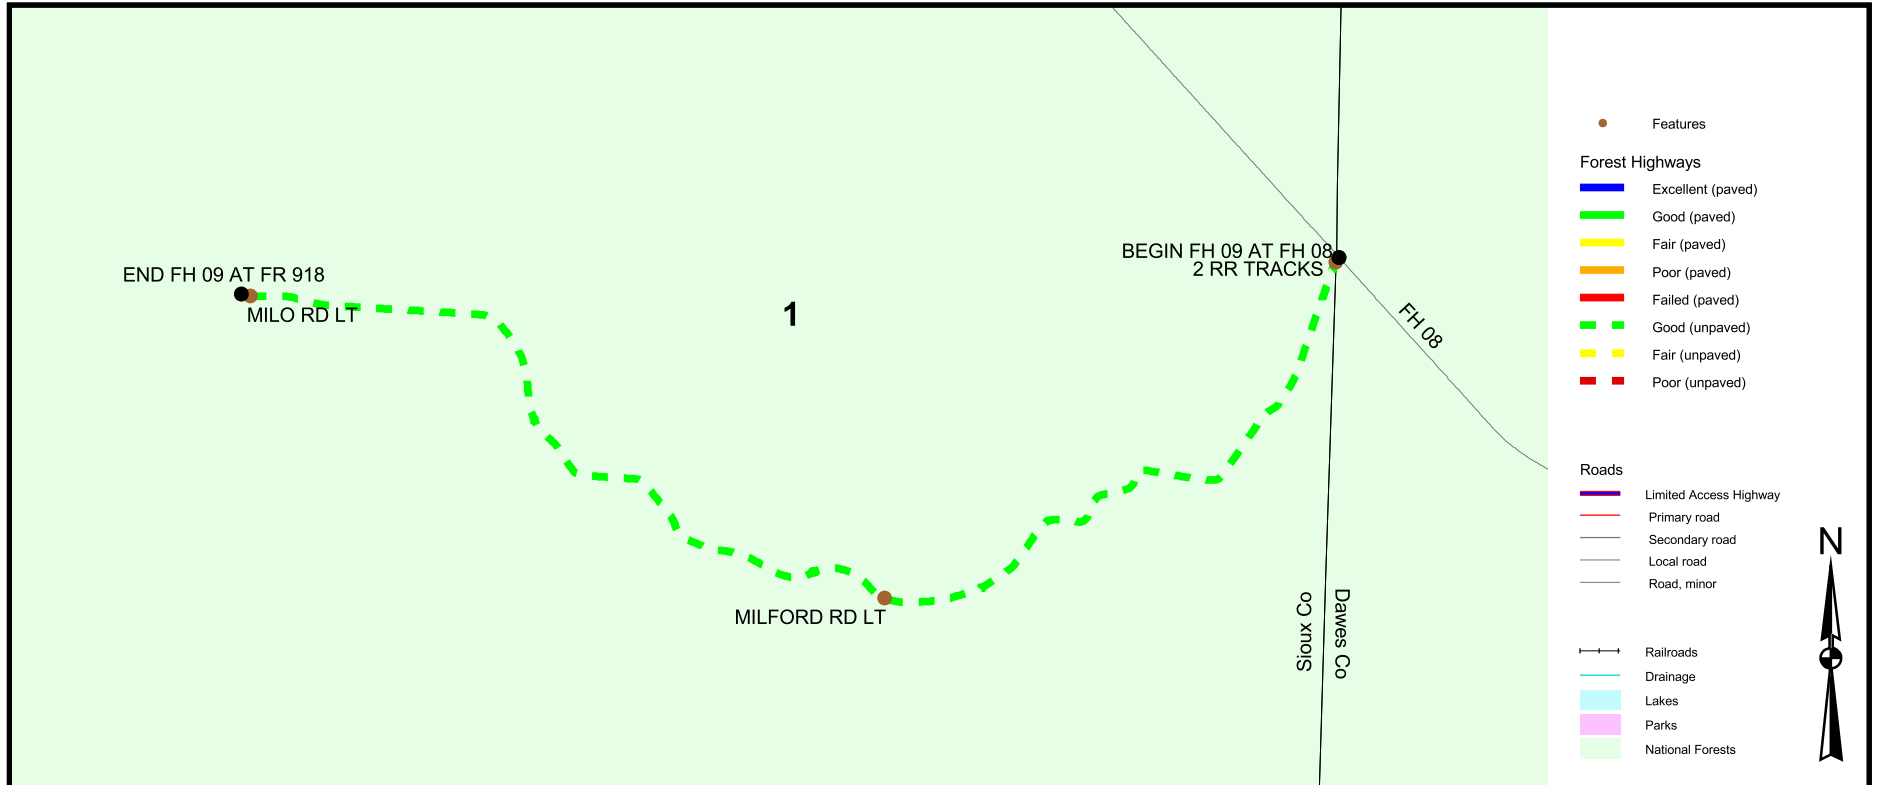 BEGIN FH 09 AT FH 08
2 RR TRACKS
END FH 09 AT FR 918
MILO RD LT
1
FH 08
MILFORD RD LT
Sioux Co
Dawes Co
Features
Forest Highways
Excellent (paved)
Good (paved)
Fair (paved)
Poor (paved)
Failed (paved)
Good (unpaved)
Fair (unpaved)
Poor (unpaved)
Roads
Limited Access Highway
Primary road
Secondary road
Local road
Road, minor
N
Railroads
Drainage
Lakes
Parks
National Forests